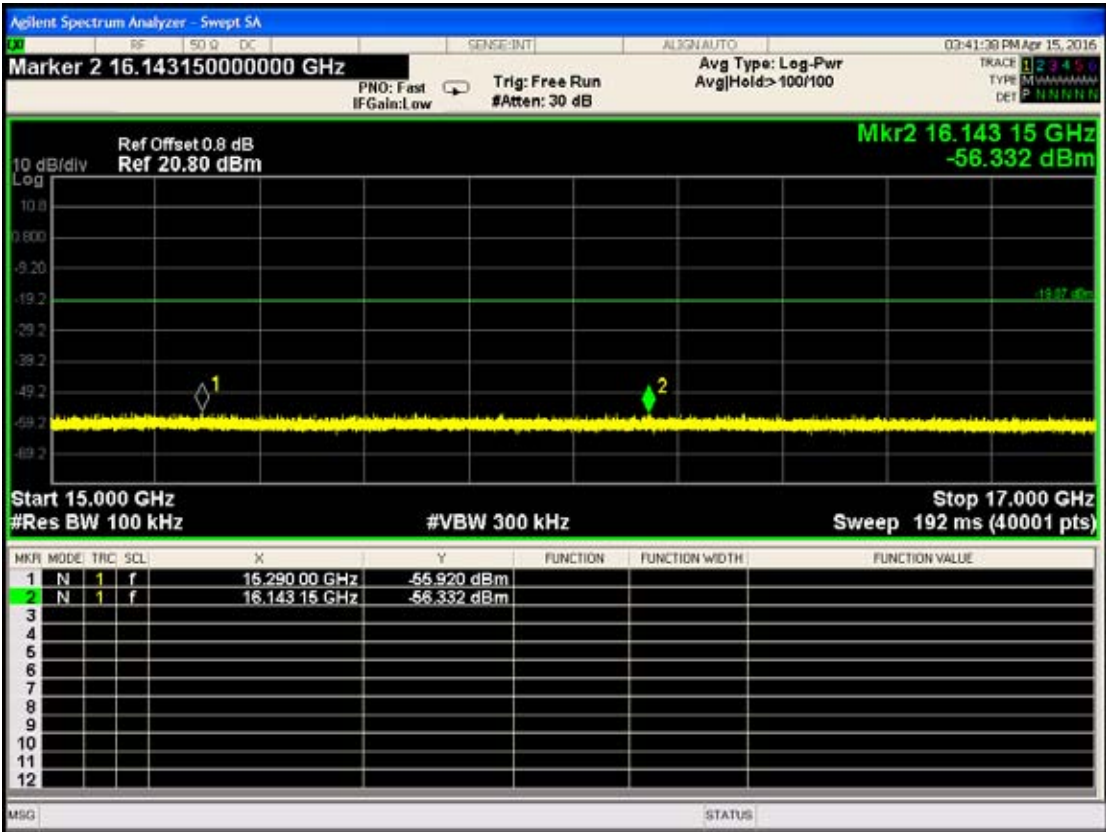 Agilent Spectrum Analyzer - Swept SA
LXI RF 50 Ω DC SENSE:INT ALIGN AUTO 03:41:38 PM Apr 15, 2016
Marker 2 16.143150000000 GHz
PNO: Fast
IFGain:Low
Trig: Free Run
#Atten: 30 dB
Avg Type: Log-Pwr
Avg|Hold:>100/100
TRACE 1 2 3 4 5 6
TYPE M
DET P N N N N N
Mkr2 16.143 15 GHz
-56.332 dBm
Ref Offset 0.8 dB
10 dB/div Ref 20.80 dBm
Log
10.8
0.800
-9.20
-19.2
-19.07 dBm
-29.2
-39.2
-49.2
-59.2
-69.2
1
2
Start 15.000 GHz Stop 17.000 GHz
#Res BW 100 kHz #VBW 300 kHz Sweep 192 ms (40001 pts)
MKR MODE TRC SCL X Y FUNCTION FUNCTION WIDTH FUNCTION VALUE
1 N 1 f 15.290 00 GHz -55.920 dBm
2 N 1 f 16.143 15 GHz -56.332 dBm
3
4
5
6
7
8
9
10
11
12
MSG STATUS